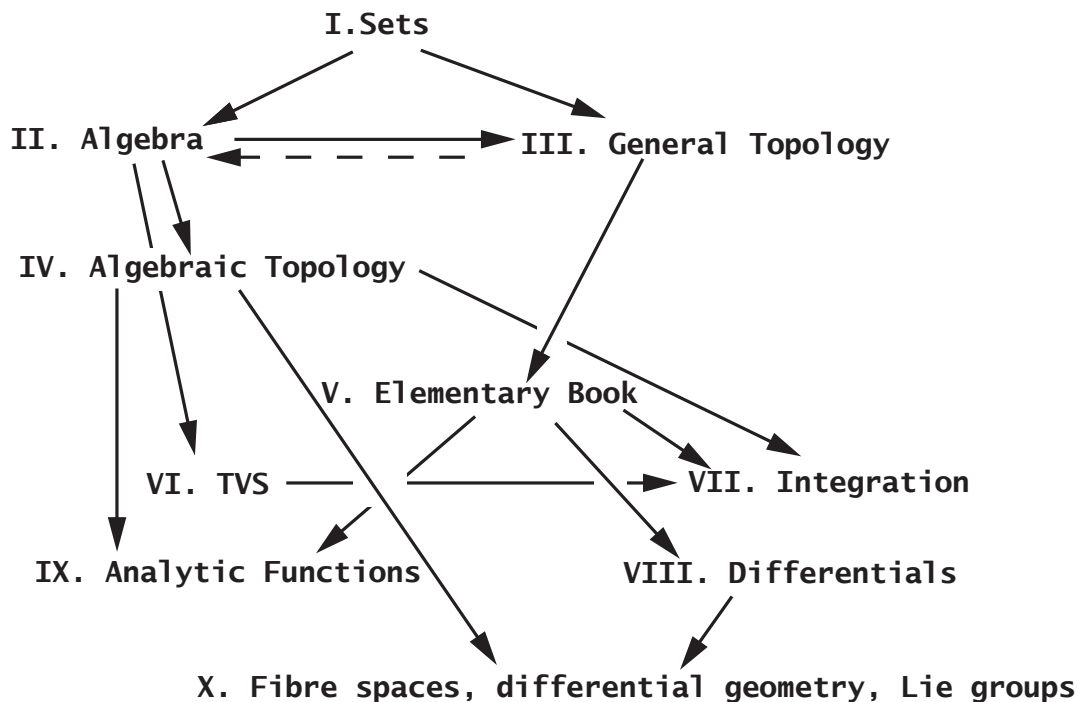 I.Sets
II. Algebra
III. General Topology
IV. Algebraic Topology
V. Elementary Book
VI. TVS
VII. Integration
IX. Analytic Functions
VIII. Differentials
X. Fibre spaces, differential geometry, Lie groups